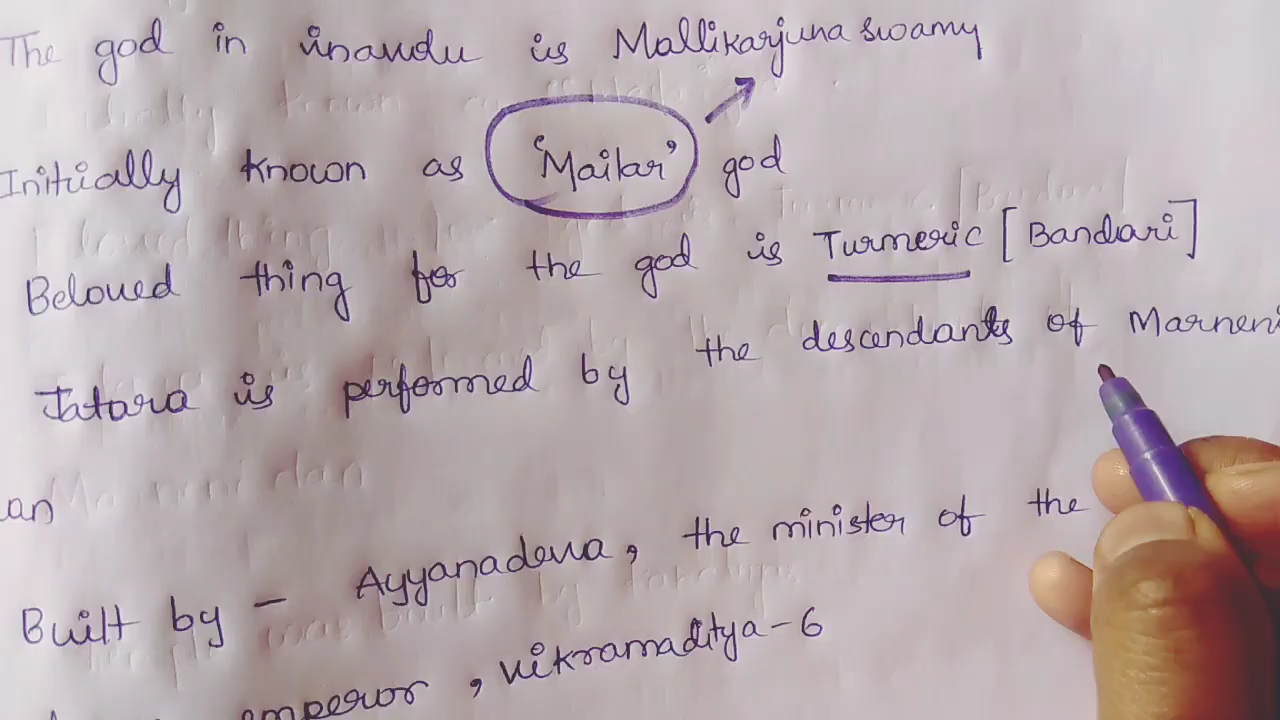 The god in inavolu is Mallikarjuna swamy
Initially known as 'Mailar' god
Beloved thing for the god is Turmeric [Bandari]
Jatara is performed by the descendants of Marneni
an
Built by - Ayyanadeva, the minister of the
emperor, vikramaditya-6